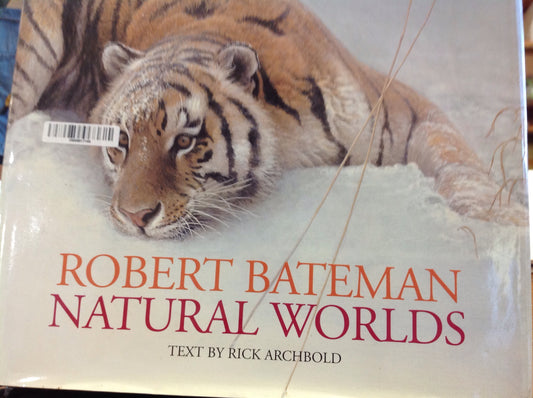 ROBERT BATEMAN
NATURAL WORLDS
TEXT BY RICK ARCHBOLD